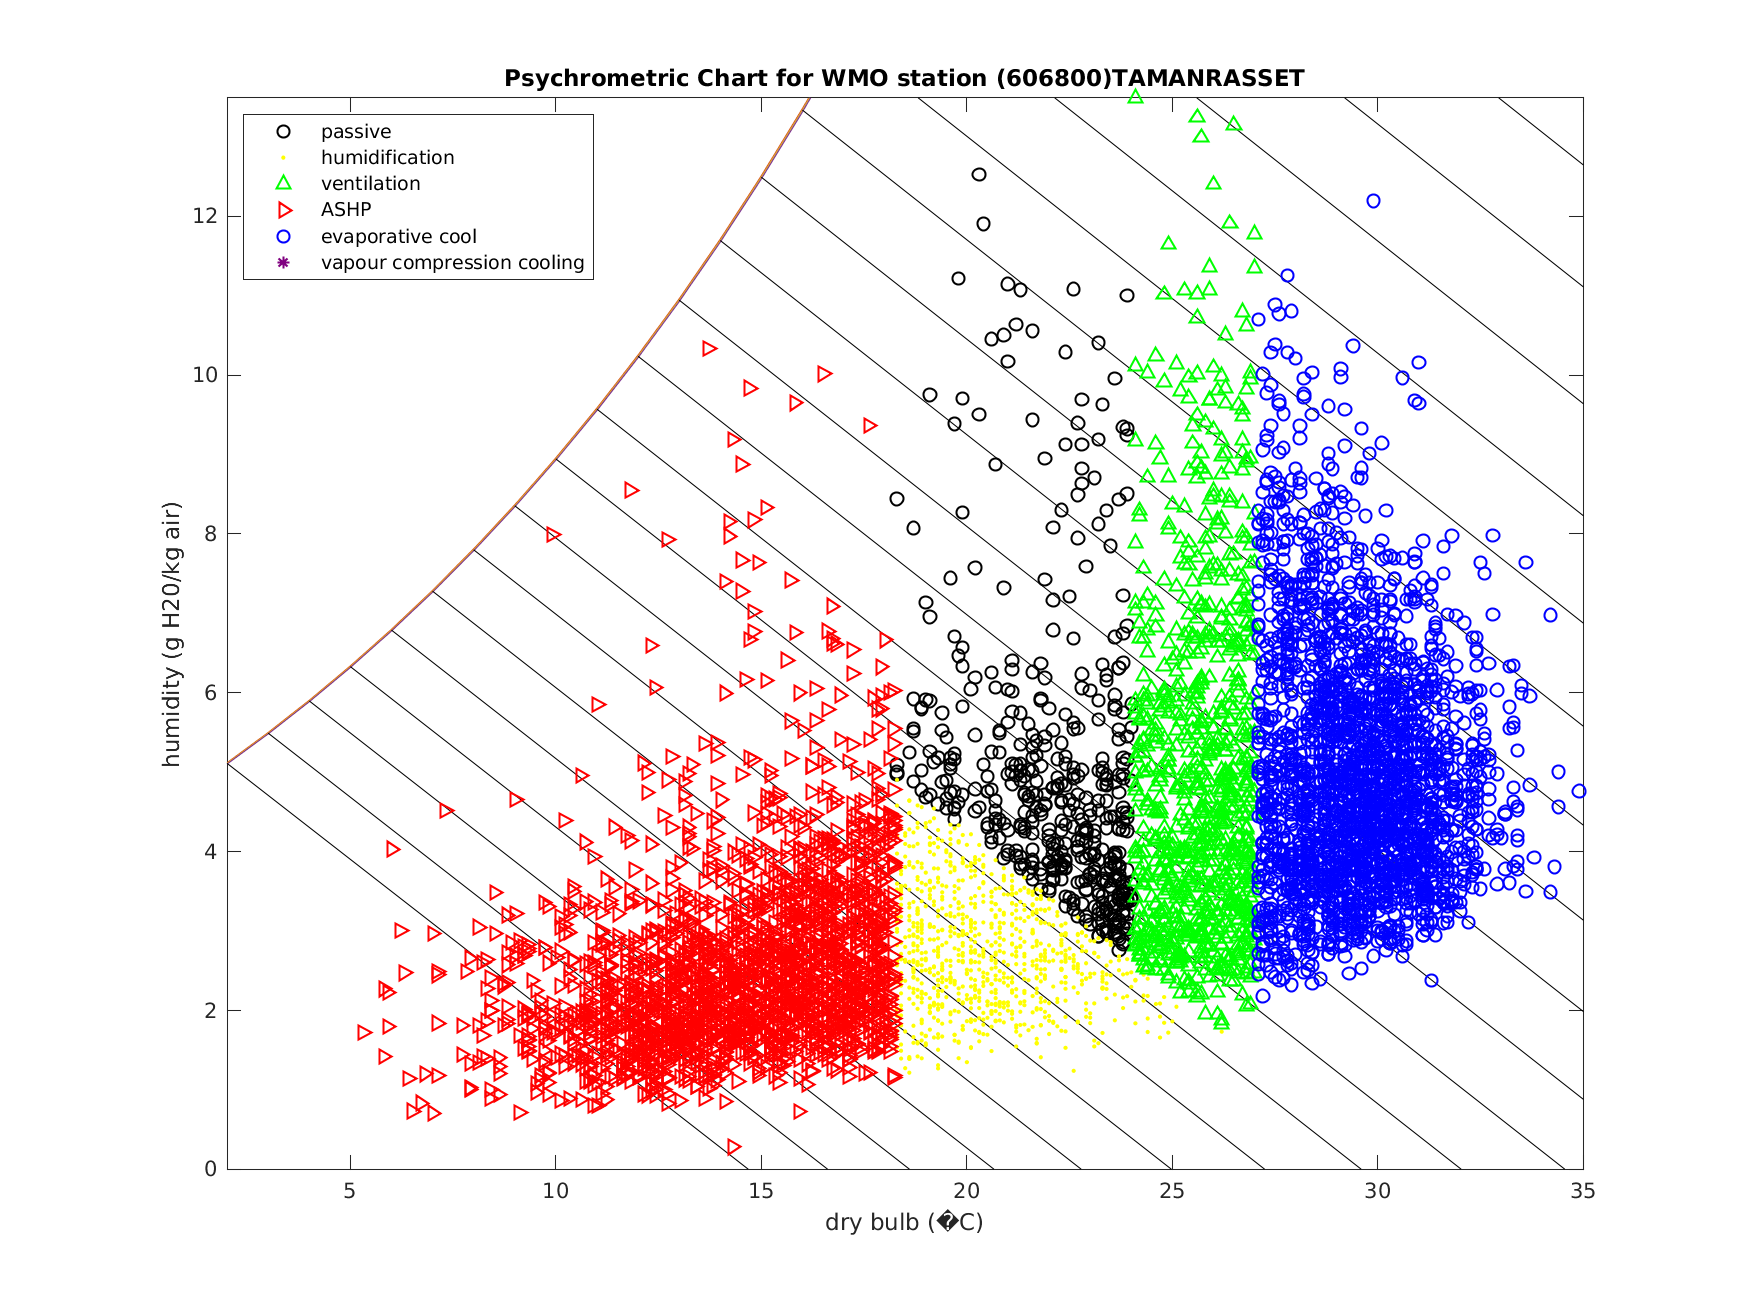 Psychrometric Chart for WMO station (606800)TAMANRASSET
passive
humidification
ventilation
ASHP
evaporative cool
vapour compression cooling
humidity (g H20/kg air)
12
10
8
6
4
2
0
5 10 15 20 25 30 35
dry bulb (�C)